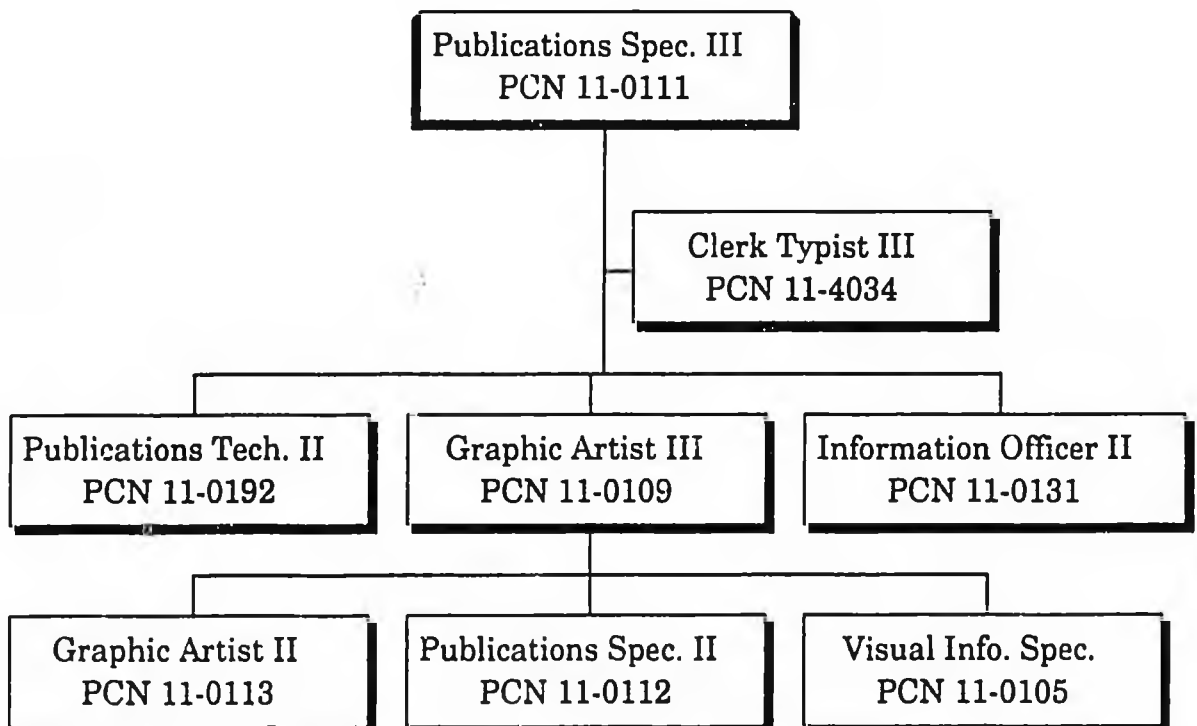 Publications Spec. III
PCN 11-0111
Clerk Typist III
PCN 11-4034
Publications Tech. II
PCN 11-0192
Graphic Artist III
PCN 11-0109
Information Officer II
PCN 11-0131
Graphic Artist II
PCN 11-0113
Publications Spec. II
PCN 11-0112
Visual Info. Spec.
PCN 11-0105